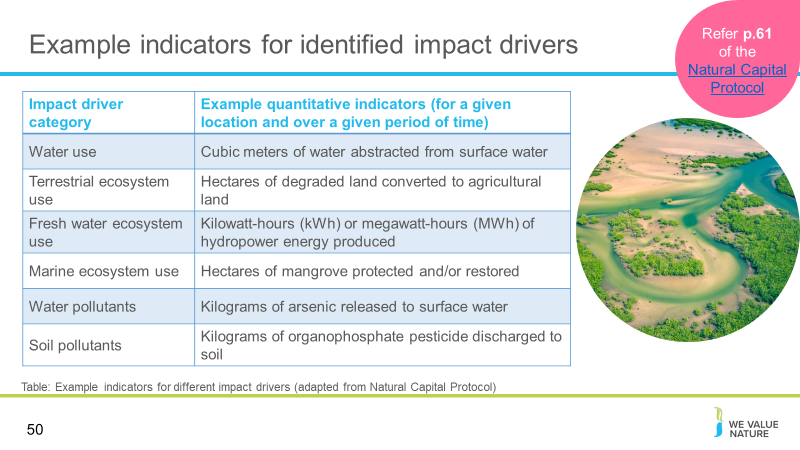 Example indicators for identified impact drivers
Refer p.61
of the
Natural Capital
Protocol
Impact driver
category
Example quantitative indicators (for a given
location and over a given period of time)
Water use
Cubic meters of water abstracted from surface water
Terrestrial ecosystem
use
Hectares of degraded land converted to agricultural
land
Fresh water ecosystem
use
Kilowatt-hours (kWh) or megawatt-hours (MWh) of
hydropower energy produced
Marine ecosystem use
Hectares of mangrove protected and/or restored
Water pollutants
Kilograms of arsenic released to surface water
Soil pollutants
Kilograms of organophosphate pesticide discharged to
soil
Table: Example indicators for different impact drivers (adapted from Natural Capital Protocol)
50
WE VALUE
NATURE